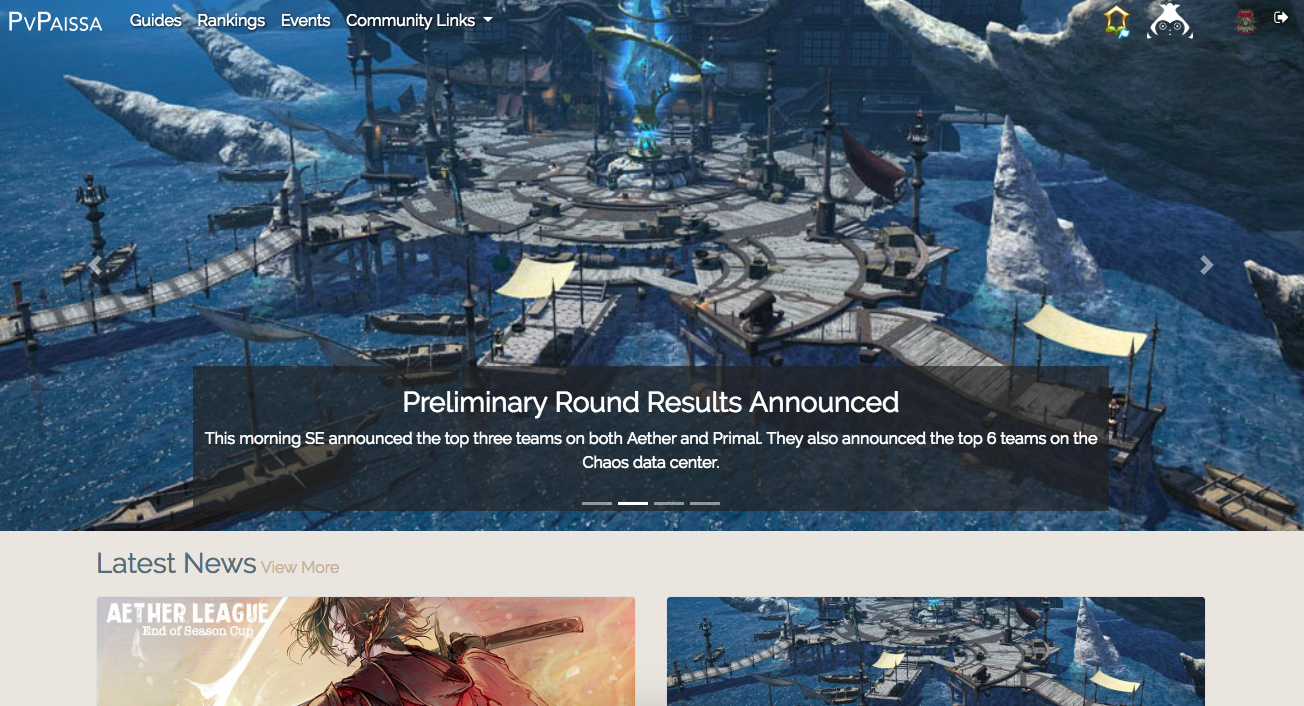 PvPaissa
Guides Rankings Events Community Links
Preliminary Round Results Announced
This morning SE announced the top three teams on both Aether and Primal. They also announced the top 6 teams on the
Chaos data center.
Latest News View More
AETHER LEAGUE
End of Season Cup